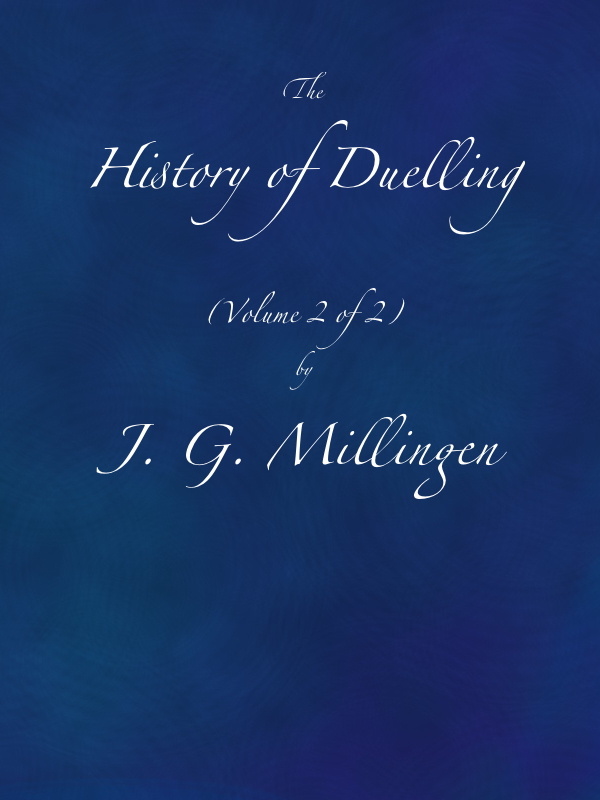 The
History of Duelling
(Volume 2 of 2)
by
J. G. Millingen